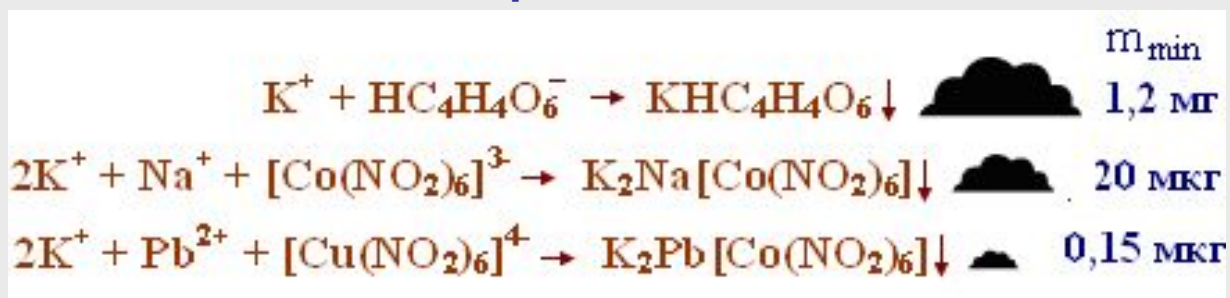 m min
K⁺ + HC₄H₄O₆⁻ → KHC₄H₄O₆↓ 1,2 мг
2K⁺ + Na⁺ + [Co(NO₂)₆]³⁻ → K₂Na[Co(NO₂)₆]↓ 20 мкг
2K⁺ + Pb²⁺ + [Cu(NO₂)₆]⁴⁻ → K₂Pb[Co(NO₂)₆]↓ 0,15 мкг